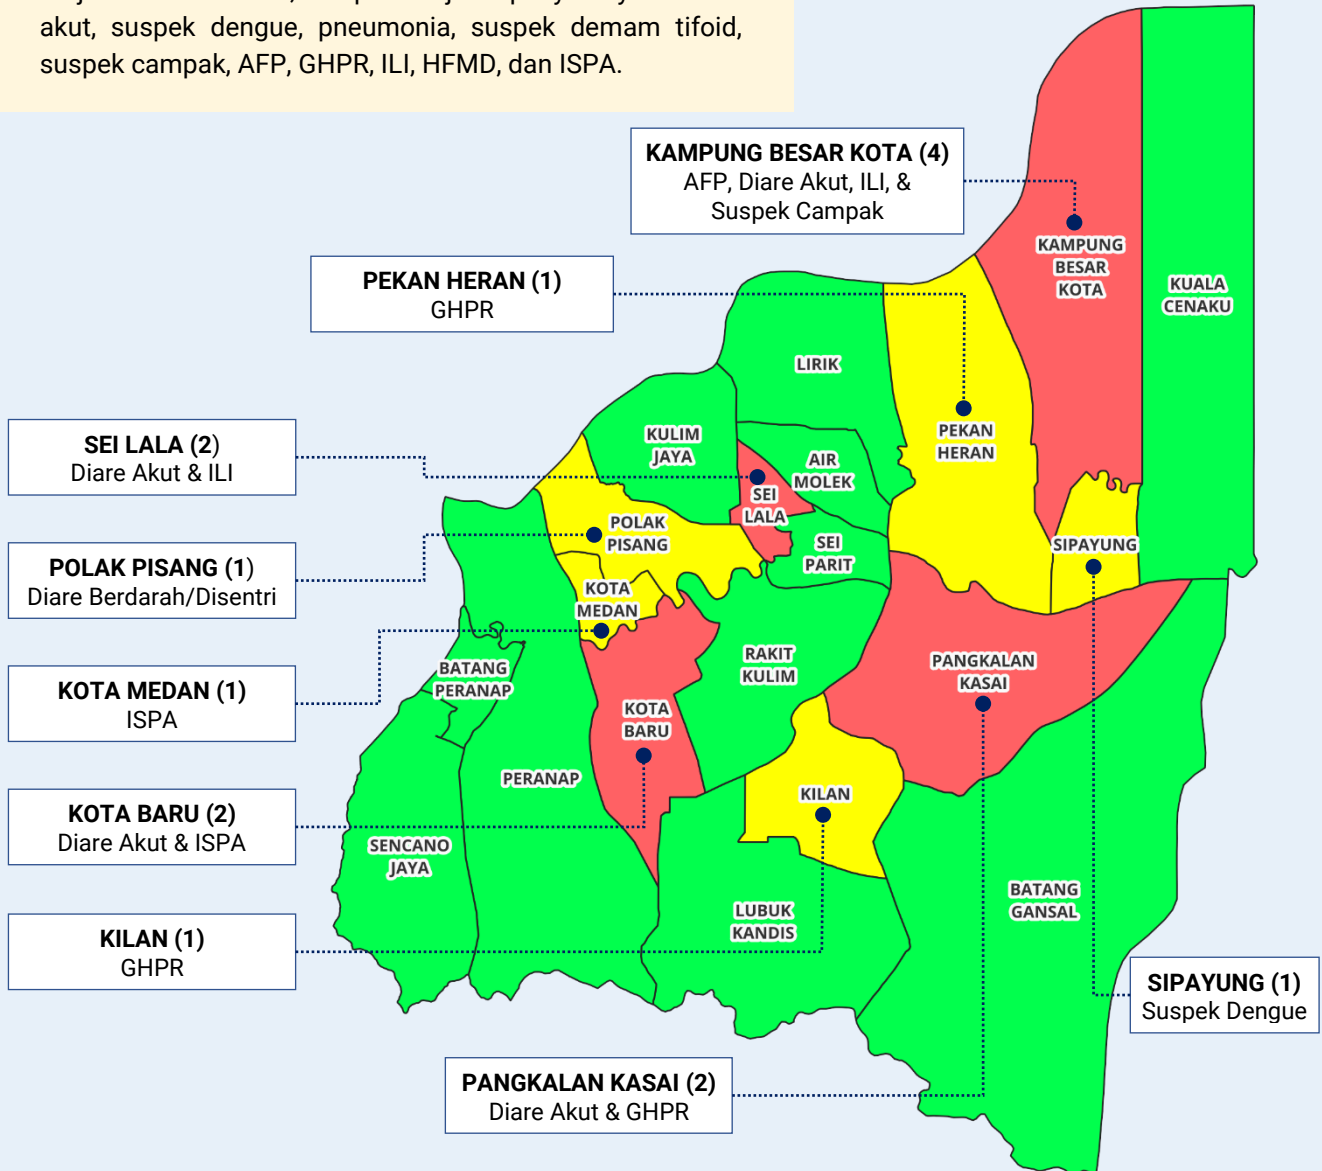 akut, suspek dengue, pneumonia, suspek demam tifoid,
suspek campak, AFP, GHPR, ILI, HFMD, dan ISPA.
KAMPUNG BESAR KOTA (4)
AFP, Diare Akut, ILI, &
Suspek Campak
PEKAN HERAN (1)
GHPR
SEI LALA (2)
Diare Akut & ILI
POLAK PISANG (1)
Diare Berdarah/Disentri
KOTA MEDAN (1)
ISPA
KOTA BARU (2)
Diare Akut & ISPA
KILAN (1)
GHPR
PANGKALAN KASAI (2)
Diare Akut & GHPR
SIPAYUNG (1)
Suspek Dengue
KAMPUNG
BESAR
KOTA
KUALA
CENAKU
LIRIK
PEKAN
HERAN
KULIM
JAYA
AIR
MOLEK
SEI
LALA
POLAK
PISANG
SEI
PARIT
SIPAYUNG
KOTA
MEDAN
BATANG
PERANAP
RAKIT
KULIM
PANGKALAN
KASAI
KOTA
BARU
PERANAP
KILAN
SENCANO
JAYA
LUBUK
KANDIS
BATANG
GANSAL